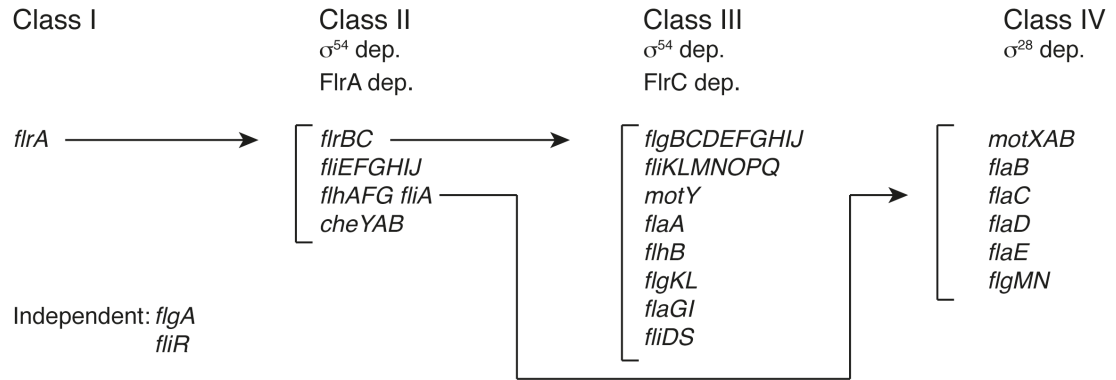 Class I
flrA
Independent: flgA
fliR
Class II
σ54 dep.
FlrA dep.
flrBC
fliEFGHIJ
flhAFG fliA
cheYAB
Class III
σ54 dep.
FlrC dep.
flgBCDEFGHIJ
fliKLMNOPQ
motY
flaA
flhB
flgKL
flaGI
fliDS
Class IV
σ28 dep.
motXAB
flaB
flaC
flaD
flaE
flgMN